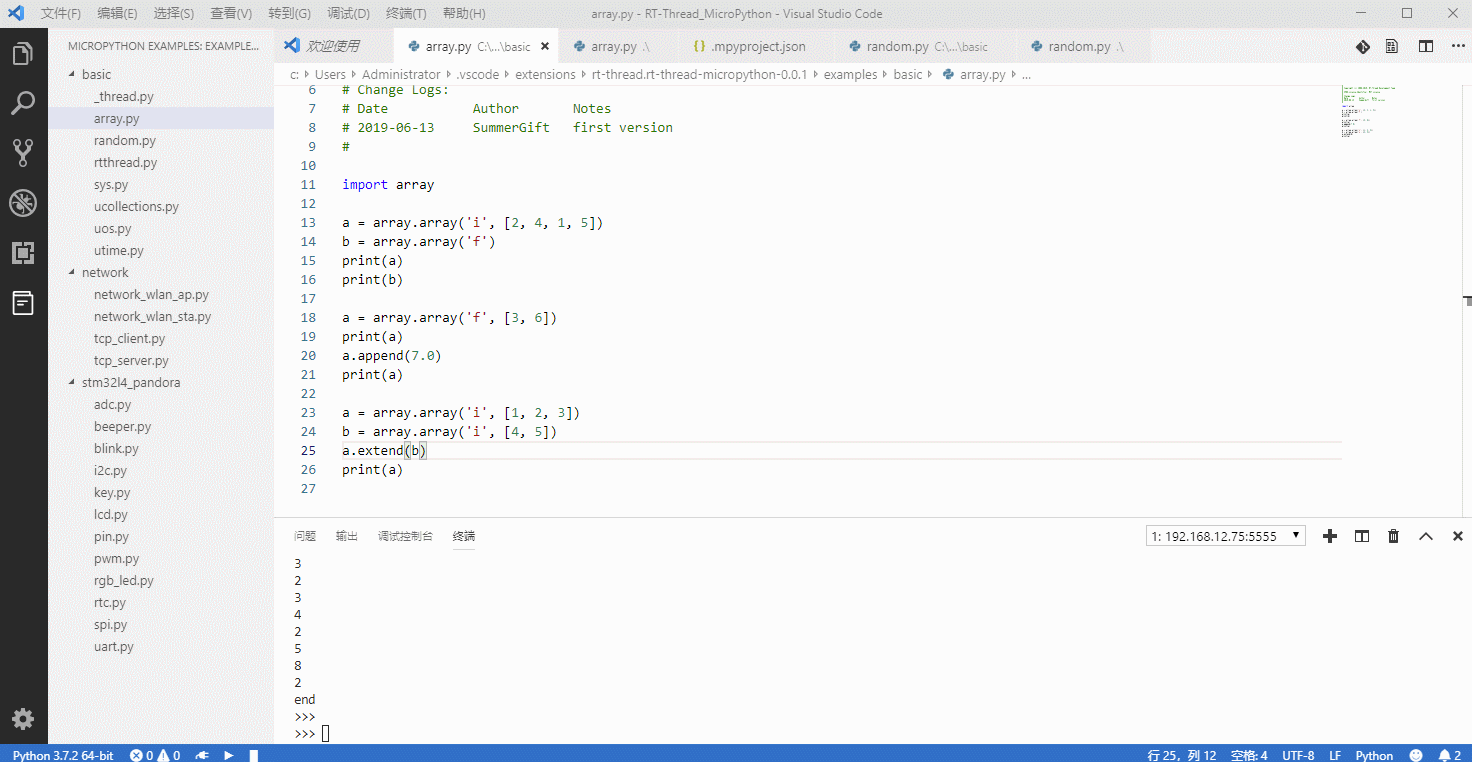 文件(F) 编辑(E) 选择(S) 查看(V) 转到(G) 调试(D) 终端(T) 帮助(H) array.py - RT-Thread_MicroPython - Visual Studio Code
MICROPYTHON EXAMPLES: EXAMPLE...
basic
_thread.py
array.py
random.py
rtthread.py
sys.py
ucollections.py
uos.py
utime.py
network
network_wlan_ap.py
network_wlan_sta.py
tcp_client.py
tcp_server.py
stm32l4_pandora
adc.py
beeper.py
blink.py
i2c.py
key.py
lcd.py
pin.py
pwm.py
rgb_led.py
rtc.py
spi.py
uart.py
欢迎使用 array.py C:\...\basic array.py .\ {} .mpyproject.json random.py C:\...\basic random.py .\
c: Users Administrator .vscode extensions rt-thread.rt-thread-micropython-0.0.1 examples basic array.py ...
6 # Change Logs:
7 # Date Author Notes
8 # 2019-06-13 SummerGift first version
9 #
10
11 import array
12
13 a = array.array('i', [2, 4, 1, 5])
14 b = array.array('f')
15 print(a)
16 print(b)
17
18 a = array.array('f', [3, 6])
19 print(a)
20 a.append(7.0)
21 print(a)
22
23 a = array.array('i', [1, 2, 3])
24 b = array.array('i', [4, 5])
25 a.extend(b)
26 print(a)
27
问题 输出 调试控制台 终端 1: 192.168.12.75:5555
3
2
3
4
2
5
8
2
end
>>>
>>>
Python 3.7.2 64-bit 0 0 行 25，列 12 空格: 4 UTF-8 LF Python 2